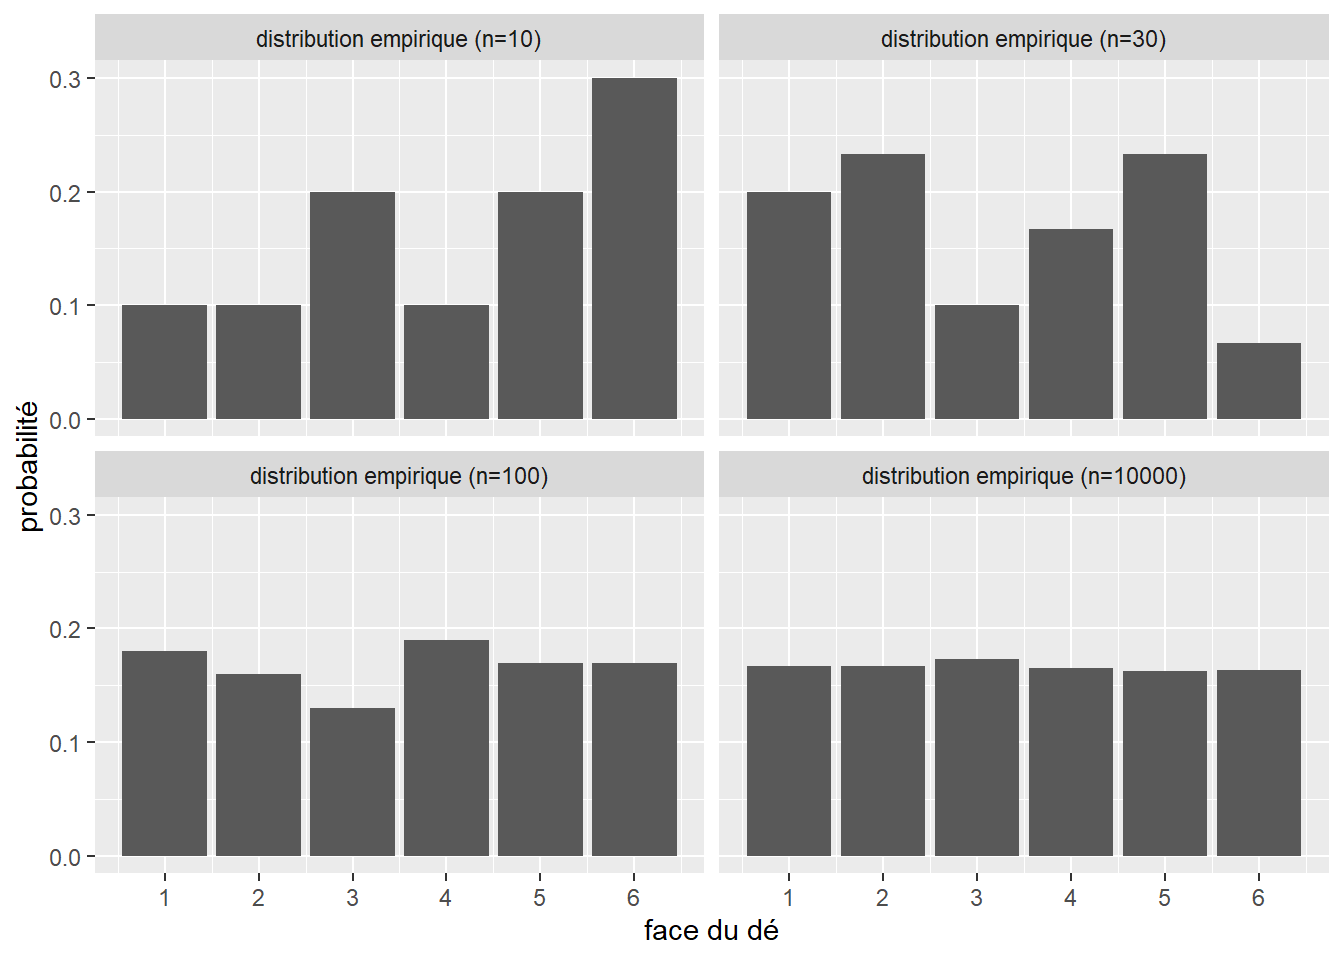 distribution empirique (n=10)
distribution empirique (n=30)
0.3
0.2
0.1
0.0
probabilité
distribution empirique (n=100)
distribution empirique (n=10000)
0.3
0.2
0.1
0.0
1 2 3 4 5 6
1 2 3 4 5 6
face du dé